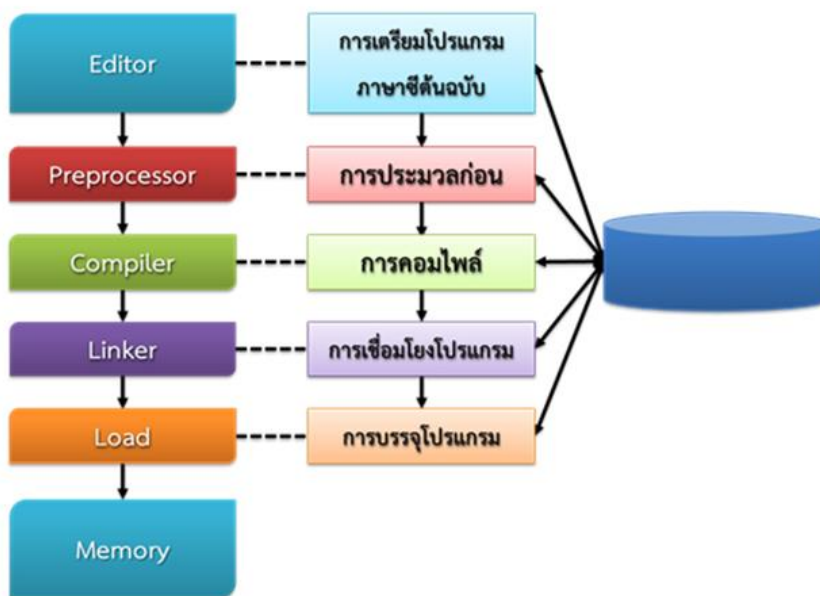 Editor
การเตรียมโปรแกรม
ภาษาซีต้นฉบับ
Preprocessor
การประมวลก่อน
Compiler
การคอมไพล์
Linker
การเชื่อมโยงโปรแกรม
Load
การบรรจุโปรแกรม
Memory